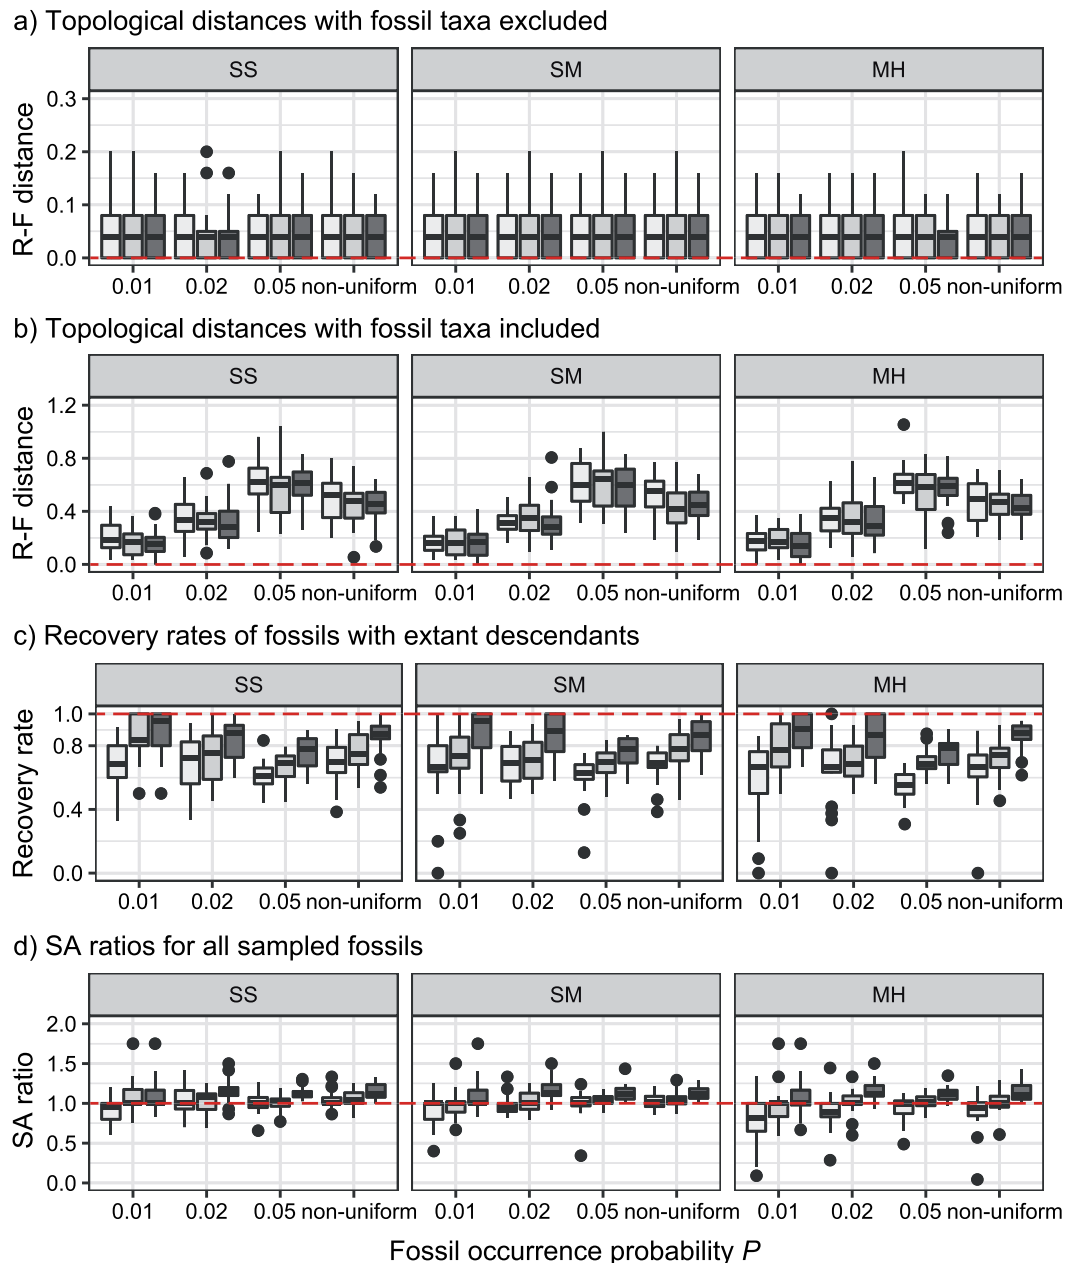 a) Topological distances with fossil taxa excluded
SS SM MH
R-F distance
0.3
0.2
0.1
0.0
0.01 0.02 0.05 non-uniform 0.01 0.02 0.05 non-uniform 0.01 0.02 0.05 non-uniform
b) Topological distances with fossil taxa included
SS SM MH
R-F distance
1.2
0.8
0.4
0.0
0.01 0.02 0.05 non-uniform 0.01 0.02 0.05 non-uniform 0.01 0.02 0.05 non-uniform
c) Recovery rates of fossils with extant descendants
SS SM MH
Recovery rate
1.0
0.8
0.4
0.0
0.01 0.02 0.05 non-uniform 0.01 0.02 0.05 non-uniform 0.01 0.02 0.05 non-uniform
d) SA ratios for all sampled fossils
SS SM MH
SA ratio
2.0
1.5
1.0
0.5
0.0
0.01 0.02 0.05 non-uniform 0.01 0.02 0.05 non-uniform 0.01 0.02 0.05 non-uniform
Fossil occurrence probability P